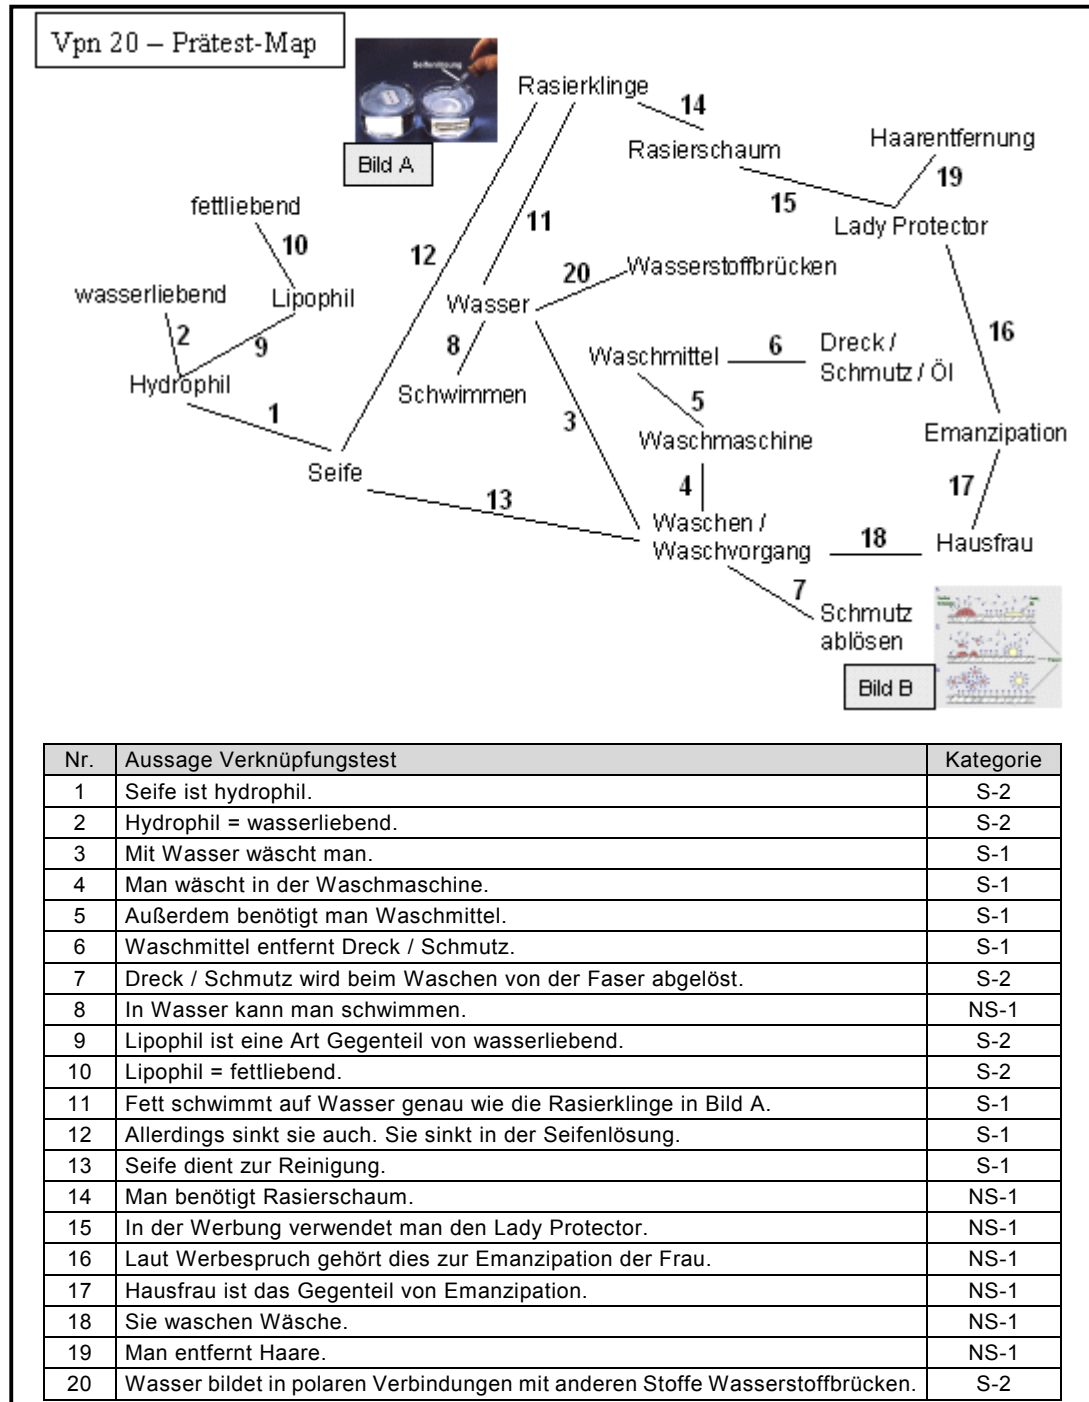 Vpn 20 – Prätest-Map
Seifenlösung
Bild A
Rasierklinge
14
Rasierschaum
Haarentfernung
19
15
Lady Protector
fettliebend
10
11
12
20
Wasserstoffbrücken
wasserliebend
Lipophil
Wasser
2
9
8
16
Hydrophil
Schwimmen
Waschmittel
6
Dreck /
Schmutz / Öl
1
3
5
Waschmaschine
Emanzipation
Seife
13
4
17
Waschen /
Waschvorgang
18
Hausfrau
7
Schmutz
ablösen
Bild B
Nr. Aussage Verknüpfungstest Kategorie
1 Seife ist hydrophil. S-2
2 Hydrophil = wasserliebend. S-2
3 Mit Wasser wäscht man. S-1
4 Man wäscht in der Waschmaschine. S-1
5 Außerdem benötigt man Waschmittel. S-1
6 Waschmittel entfernt Dreck / Schmutz. S-1
7 Dreck / Schmutz wird beim Waschen von der Faser abgelöst. S-2
8 In Wasser kann man schwimmen. NS-1
9 Lipophil ist eine Art Gegenteil von wasserliebend. S-2
10 Lipophil = fettliebend. S-2
11 Fett schwimmt auf Wasser genau wie die Rasierklinge in Bild A. S-1
12 Allerdings sinkt sie auch. Sie sinkt in der Seifenlösung. S-1
13 Seife dient zur Reinigung. S-1
14 Man benötigt Rasierschaum. NS-1
15 In der Werbung verwendet man den Lady Protector. NS-1
16 Laut Werbespruch gehört dies zur Emanzipation der Frau. NS-1
17 Hausfrau ist das Gegenteil von Emanzipation. NS-1
18 Sie waschen Wäsche. NS-1
19 Man entfernt Haare. NS-1
20 Wasser bildet in polaren Verbindungen mit anderen Stoffe Wasserstoffbrücken. S-2